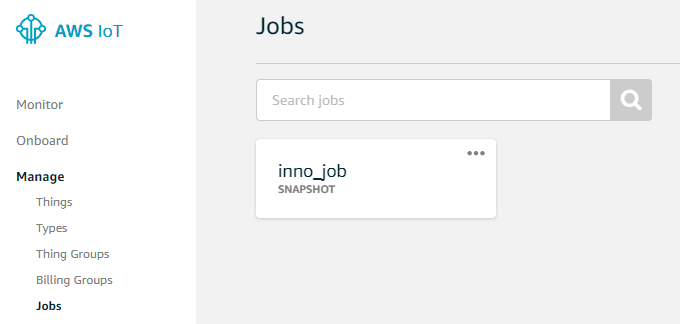 AWS IoT
Monitor
Onboard
Manage
Things
Types
Thing Groups
Billing Groups
Jobs
Jobs
Search jobs
inno_job
SNAPSHOT